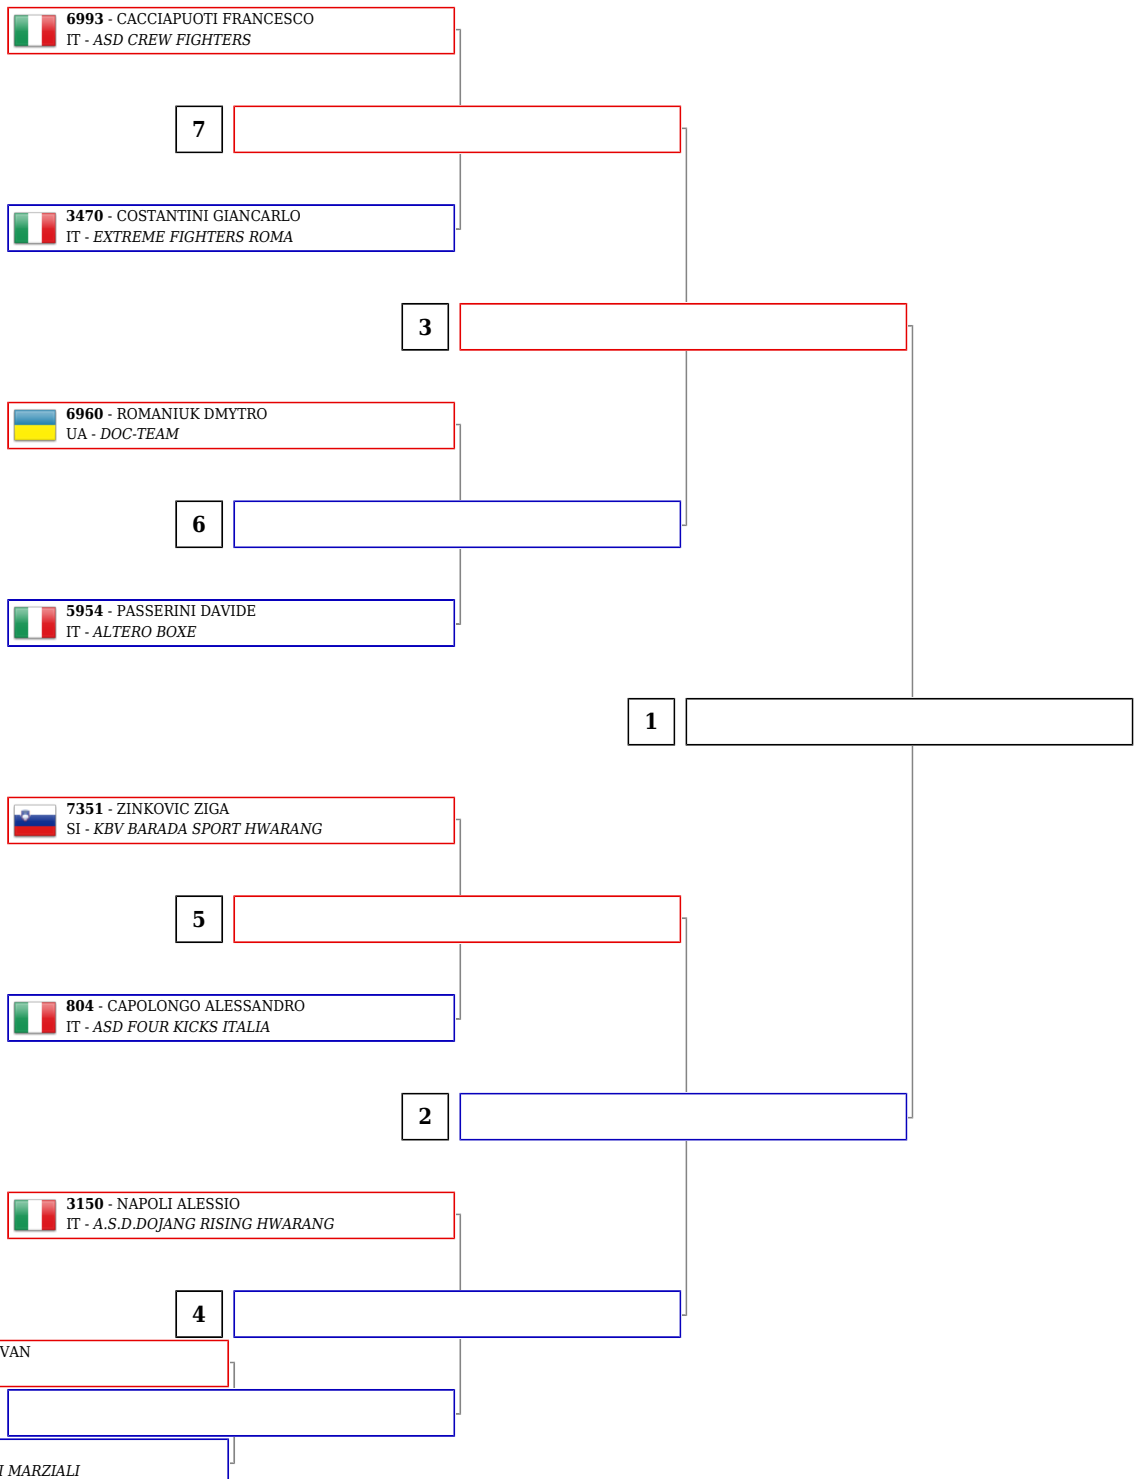 6993 - CACCIAPUOTI FRANCESCO
IT - ASD CREW FIGHTERS
7
3470 - COSTANTINI GIANCARLO
IT - EXTREME FIGHTERS ROMA
3
6960 - ROMANIUK DMYTRO
UA - DOC-TEAM
6
5954 - PASSERINI DAVIDE
IT - ALTERO BOXE
1
7351 - ZINKOVIC ZIGA
SI - KBV BARADA SPORT HWARANG
5
804 - CAPOLONGO ALESSANDRO
IT - ASD FOUR KICKS ITALIA
2
3150 - NAPOLI ALESSIO
IT - A.S.D.DOJANG RISING HWARANG
4
VAN
I MARZIALI